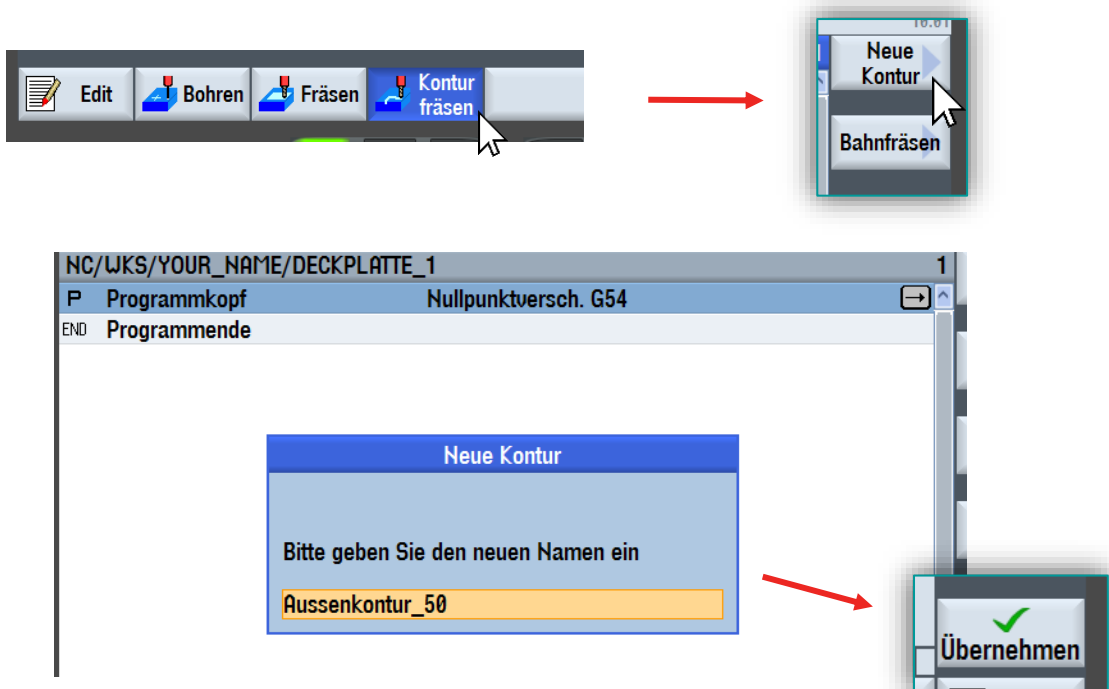 Edit
Bohren
Fräsen
Kontur
fräsen
Neue
Kontur
Bahnfräsen
NC/WKS/YOUR_NAME/DECKPLATTE_1 1
P Programmkopf Nullpunktversch. G54
END Programmende
Neue Kontur
Bitte geben Sie den neuen Namen ein
Aussenkontur_50
Übernehmen